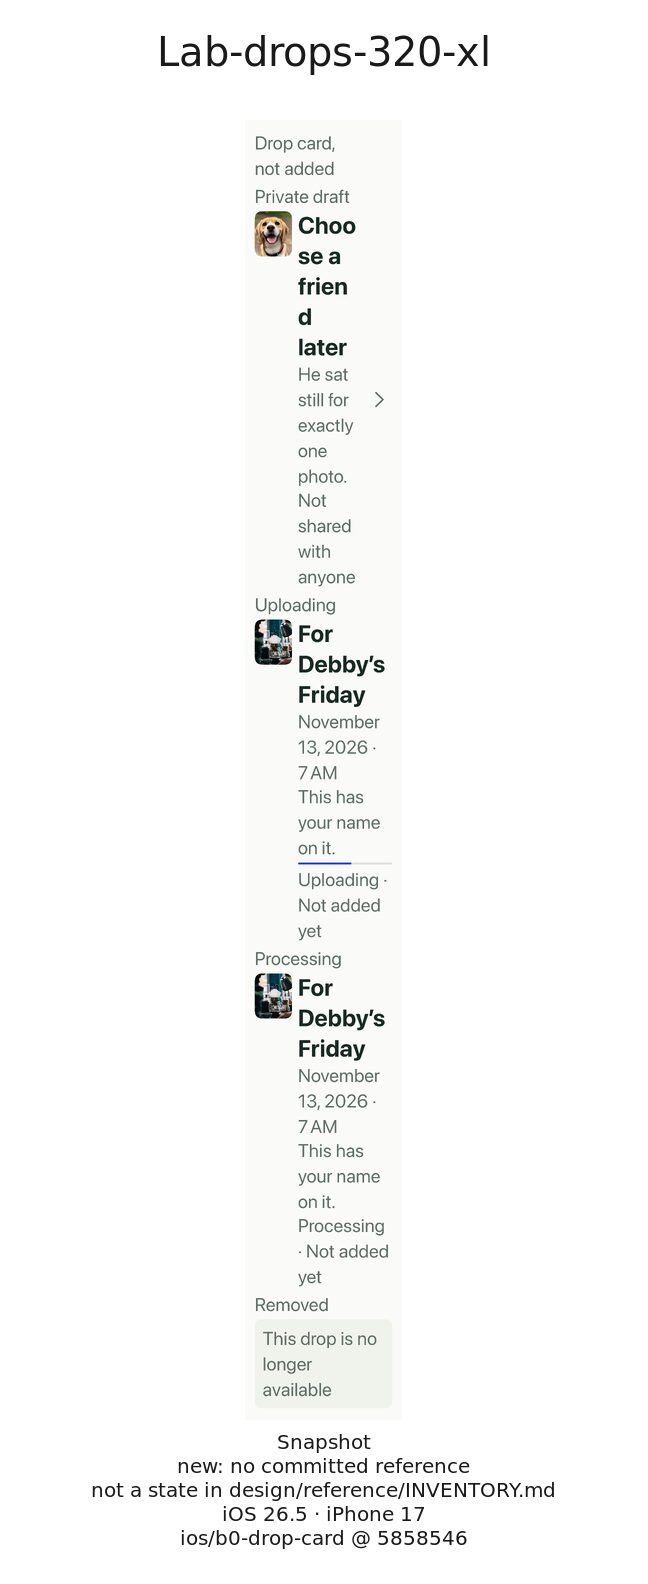 Lab-drops-320-xl
Drop card,
not added
Private draft
Choo
se a
frien
d
later
He sat
still for
exactly
one
photo.
Not
shared
with
anyone
Uploading
For
Debby’s
Friday
November
13, 2026 ·
7 AM
This has
your name
on it.
Uploading ·
Not added
yet
Processing
For
Debby’s
Friday
November
13, 2026 ·
7 AM
This has
your name
on it.
Processing
· Not added
yet
Removed
This drop is no
longer
available
Snapshot
new: no committed reference
not a state in design/reference/INVENTORY.md
iOS 26.5 · iPhone 17
ios/b0-drop-card @ 5858546